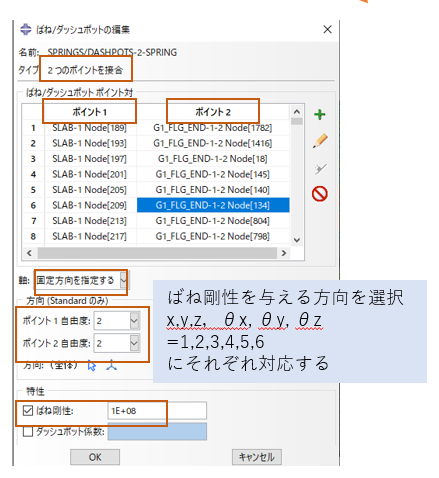 ばね/ダッシュポットの編集
名前: SPRINGS/DASHPOTS-2-SPRING
タイプ 2 つのポイントを接合
ばね/ダッシュポット ポイント対
ポイント 1 ポイント 2
1 SLAB-1 Node[189] G1_FLG_END-1-2 Node[1782]
2 SLAB-1 Node[193] G1_FLG_END-1-2 Node[1416]
3 SLAB-1 Node[197] G1_FLG_END-1-2 Node[18]
4 SLAB-1 Node[201] G1_FLG_END-1-2 Node[145]
5 SLAB-1 Node[205] G1_FLG_END-1-2 Node[140]
6 SLAB-1 Node[209] G1_FLG_END-1-2 Node[134]
7 SLAB-1 Node[213] G1_FLG_END-1-2 Node[804]
8 SLAB-1 Node[217] G1_FLG_END-1-2 Node[798]
軸: 固定方向を指定する
方向 (Standard のみ)
ポイント 1 自由度: 2
ポイント 2 自由度: 2
方向: (全体)
ばね剛性を与える方向を選択
x,y,z, θx, θy, θz
=1,2,3,4,5,6
にそれぞれ対応する
特性
ばね剛性: 1E+08
ダッシュポット係数:
OK キャンセル